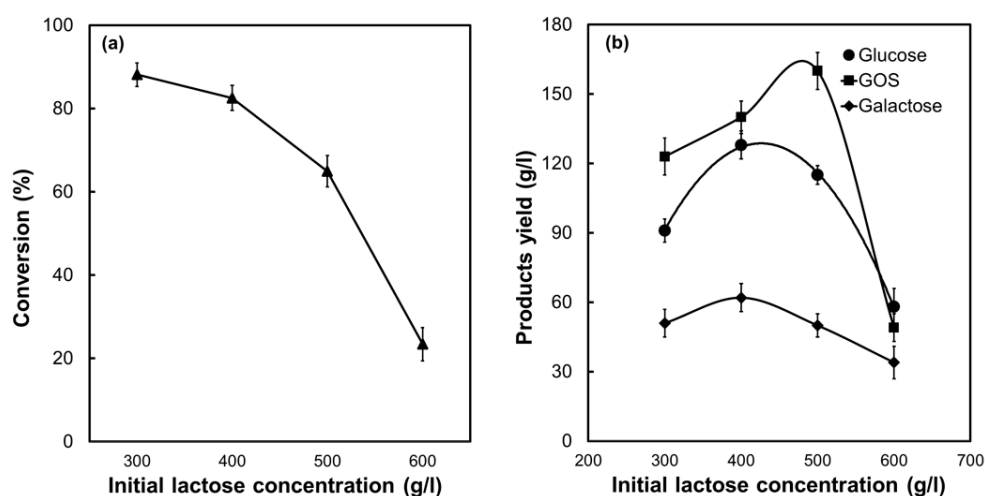 (a)
Conversion (%)
100
80
60
40
20
0
300 400 500 600
Initial lactose concentration (g/l)
(b)
Glucose
GOS
Galactose
Products yield (g/l)
180
150
120
90
60
30
0
200 300 400 500 600 700
Initial lactose concentration (g/l)